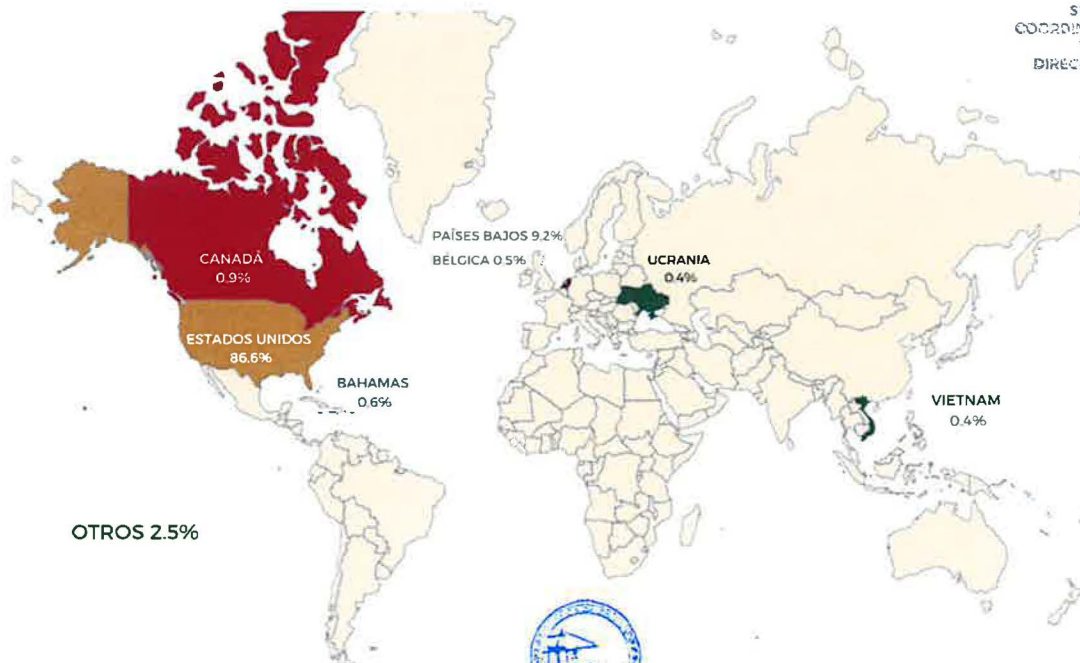 CANADÁ
0.9%
ESTADOS UNIDOS
86.6%
BAHAMAS
0.6%
PAÍSES BAJOS 9.2%
BÉLGICA 0.5%
UCRANIA
0.4%
VIETNAM
0.4%
OTROS 2.5%